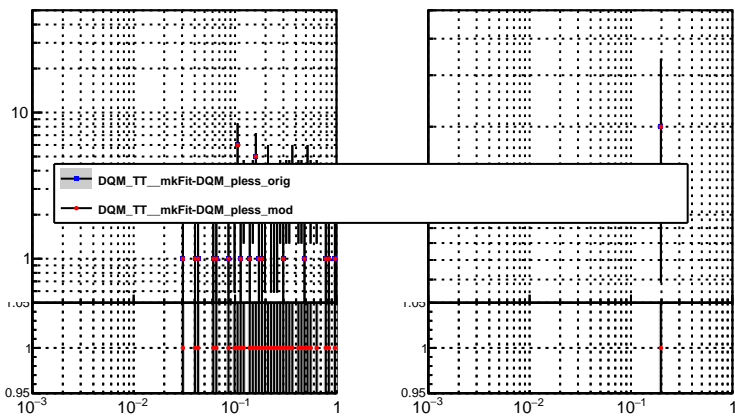 10
DQM_TT__mkFit-DQM_pless_orig
DQM_TT__mkFit-DQM_pless_mod
1
1.05 1.05
1 1
0.95 0.95
10⁻³ 10⁻² 10⁻¹ 1 10⁻³ 10⁻² 10⁻¹ 1